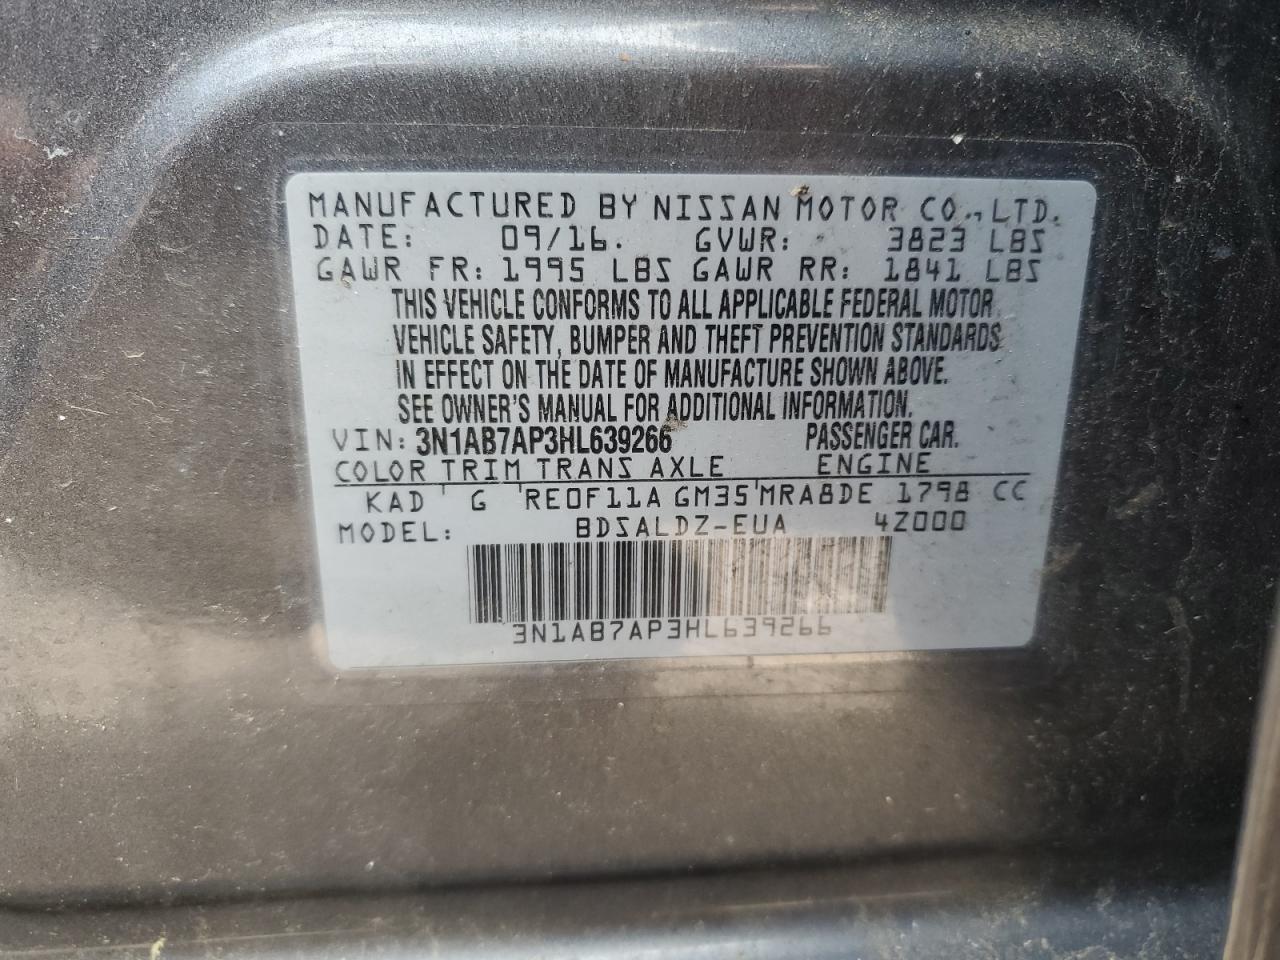 MANUFACTURED BY NISSAN MOTOR CO., LTD.
DATE: 09/16. GVWR: 3823 LBS
GAWR FR: 1995 LBS GAWR RR: 1841 LBS
THIS VEHICLE CONFORMS TO ALL APPLICABLE FEDERAL MOTOR
VEHICLE SAFETY, BUMPER AND THEFT PREVENTION STANDARDS
IN EFFECT ON THE DATE OF MANUFACTURE SHOWN ABOVE.
SEE OWNER'S MANUAL FOR ADDITIONAL INFORMATION.
VIN: 3N1AB7AP3HL639266 PASSENGER CAR.
COLOR TRIM TRANS AXLE ENGINE
KAD G RE0F11A GM35 MRA8DE 1798 CC
MODEL: BDSALDZ-EUA 4Z000
3N1AB7AP3HL639266